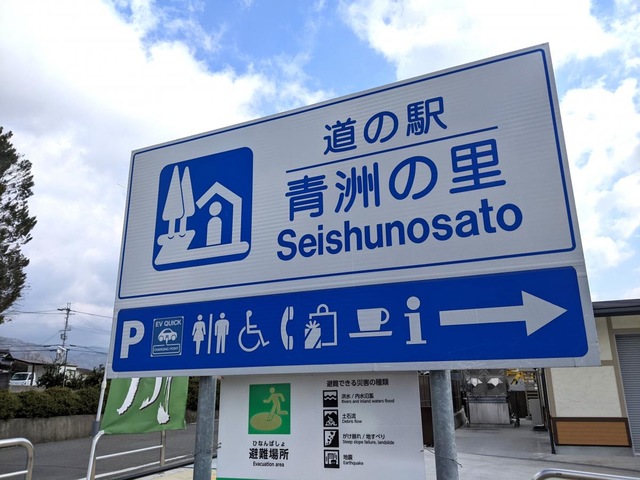 道の駅
青洲の里
Seishunosato
P
EV QUICK
CHARGING POINT
i
ひなんばしょ
避難場所
Evacuation area
避難できる災害の種類
洪水/内水氾濫
Rivers and inland waters flood
土石流
Debris flow
がけ崩れ/地すべり
Steep slope failure, landslide
地震
Earthquake